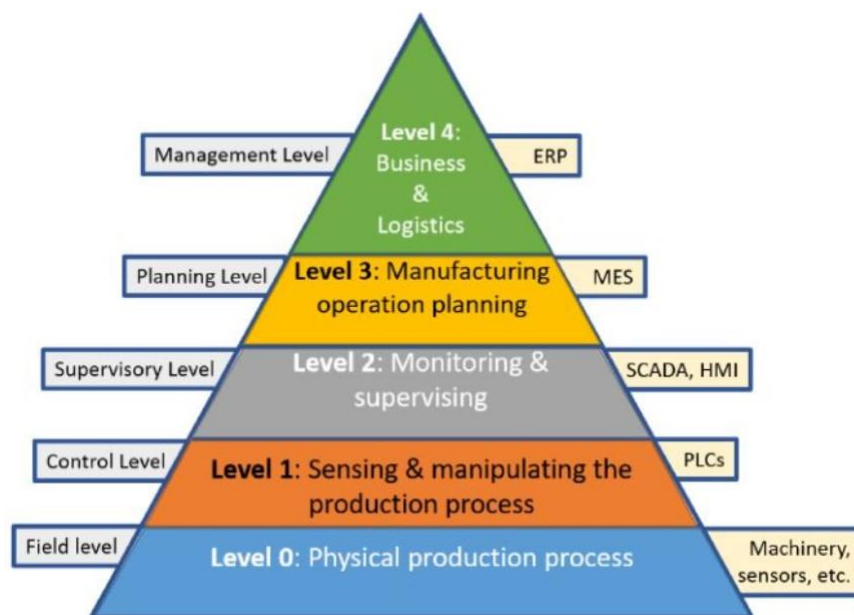 Level 4:
Business
&
Logistics
Management Level
ERP
Level 3: Manufacturing
operation planning
Planning Level
MES
Level 2: Monitoring &
supervising
Supervisory Level
SCADA, HMI
Level 1: Sensing & manipulating the
production process
Control Level
PLCs
Level 0: Physical production process
Field level
Machinery,
sensors, etc.